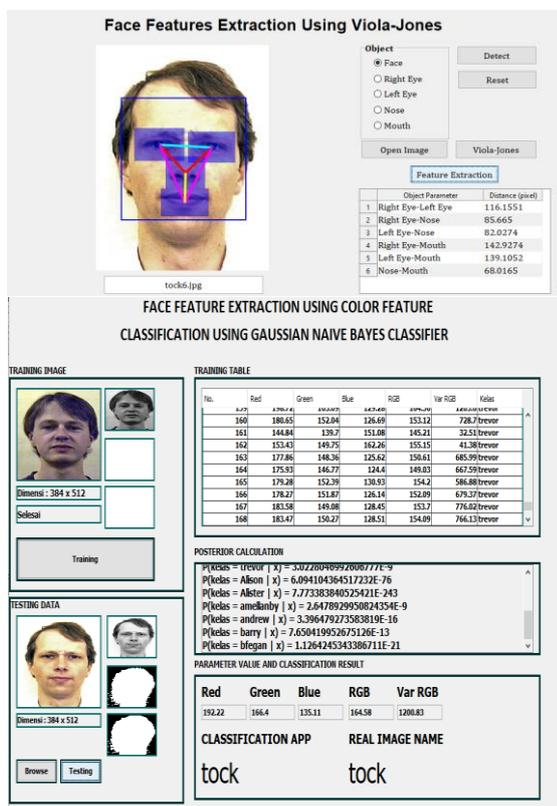 Face Features Extraction Using Viola-Jones
Object
Face
Right Eye
Left Eye
Nose
Mouth
Detect
Reset
Open Image
Viola-Jones
Feature Extraction
Object Parameter Distance (pixel)
1 Right Eye-Left Eye 116.1551
2 Right Eye-Nose 85.665
3 Left Eye-Nose 82.0274
4 Right Eye-Mouth 142.9274
5 Left Eye-Mouth 139.1052
6 Nose-Mouth 68.0165
tock6.jpg
FACE FEATURE EXTRACTION USING COLOR FEATURE
CLASSIFICATION USING GAUSSIAN NAIVE BAYES CLASSIFIER
TRAINING IMAGE
Dimensi : 384 x 512
Selesai
Training
TRAINING TABLE
No. Red Green Blue RGB Var RGB Kelas
160 180.65 152.04 126.69 153.12 728.7 trevor
161 144.84 139.7 151.08 145.21 32.51 trevor
162 153.43 149.75 162.26 155.15 41.38 trevor
163 177.86 148.36 125.62 150.61 685.99 trevor
164 175.93 146.77 124.4 149.03 667.59 trevor
165 179.28 152.39 130.93 154.2 586.88 trevor
166 178.27 151.87 126.14 152.09 679.37 trevor
167 183.58 149.08 128.45 153.7 776.02 trevor
168 183.47 150.27 128.51 154.09 766.13 trevor
POSTERIOR CALCULATION
P(kelas = trevor | x) = 3.0228046992606777E-9
P(kelas = Alison | x) = 6.094104364517232E-76
P(kelas = Alister | x) = 7.773383840525421E-243
P(kelas = amellanby | x) = 2.6478929950824354E-9
P(kelas = andrew | x) = 3.396479273583819E-16
P(kelas = barry | x) = 7.650419952675126E-13
P(kelas = bfegan | x) = 1.1264245343386711E-21
TESTING DATA
Dimensi : 384 x 512
Browse
Testing
PARAMETER VALUE AND CLASSIFICATION RESULT
Red Green Blue RGB Var RGB
192.22 166.4 135.11 164.58 1200.83
CLASSIFICATION APP REAL IMAGE NAME
tock tock